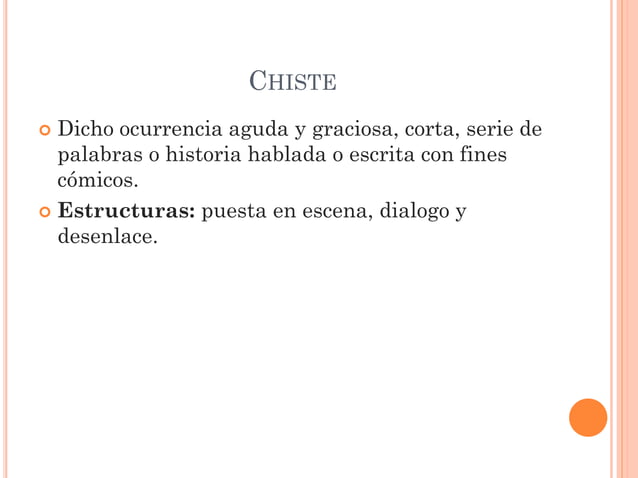 CHISTE
Dicho ocurrencia aguda y graciosa, corta, serie de
palabras o historia hablada o escrita con fines
cómicos.
Estructuras: puesta en escena, dialogo y
desenlace.